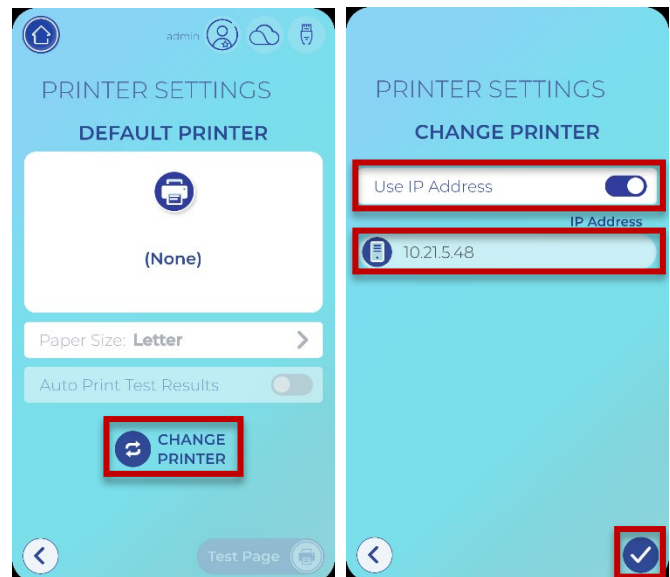 admin
PRINTER SETTINGS
DEFAULT PRINTER
(None)
Paper Size: Letter
Auto Print Test Results
CHANGE
PRINTER
Test Page
PRINTER SETTINGS
CHANGE PRINTER
Use IP Address
IP Address
10.21.5.48